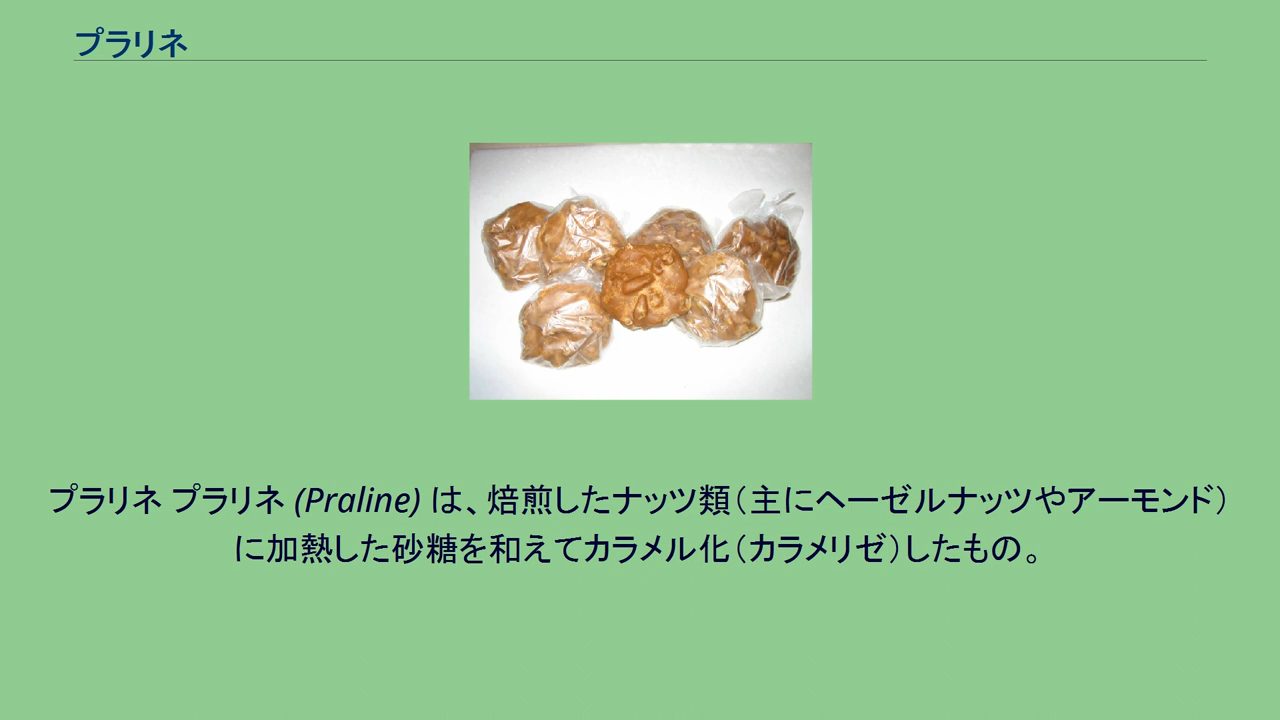 プラリネ
プラリネ プラリネ (Praline) は、焙煎したナッツ類（主にヘーゼルナッツやアーモンド）
に加熱した砂糖を和えてカラメル化（カラメリゼ）したもの。